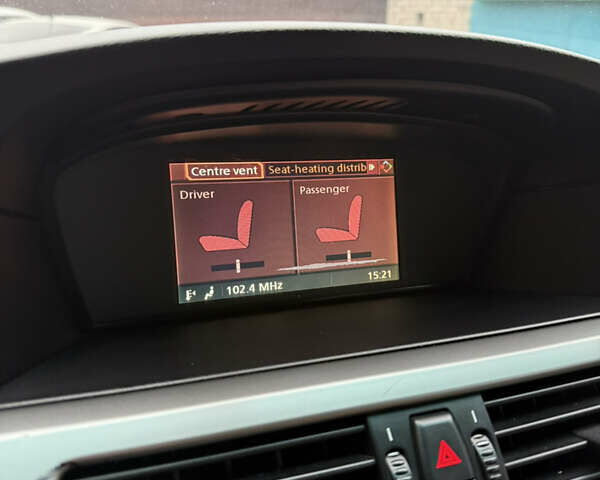 Centre vent Seat-heating distrib
Driver Passenger
102.4 MHz 15:21